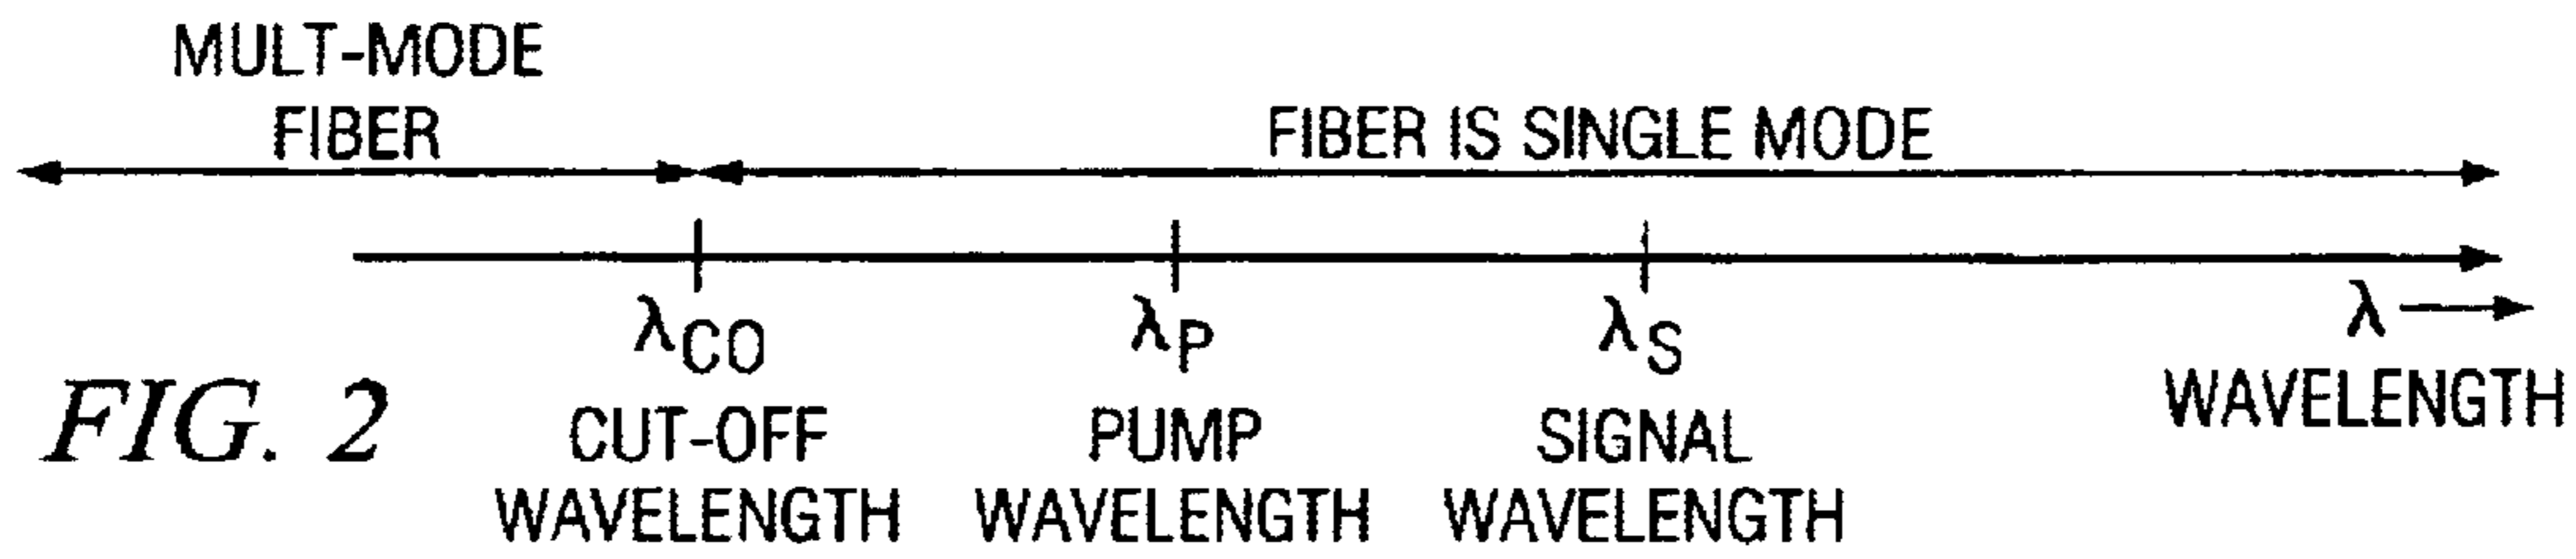 MULT-MODE
FIBER
FIBER IS SINGLE MODE
λCO
λP
λS
λ
CUT-OFF
WAVELENGTH
PUMP
WAVELENGTH
SIGNAL
WAVELENGTH
WAVELENGTH
FIG. 2